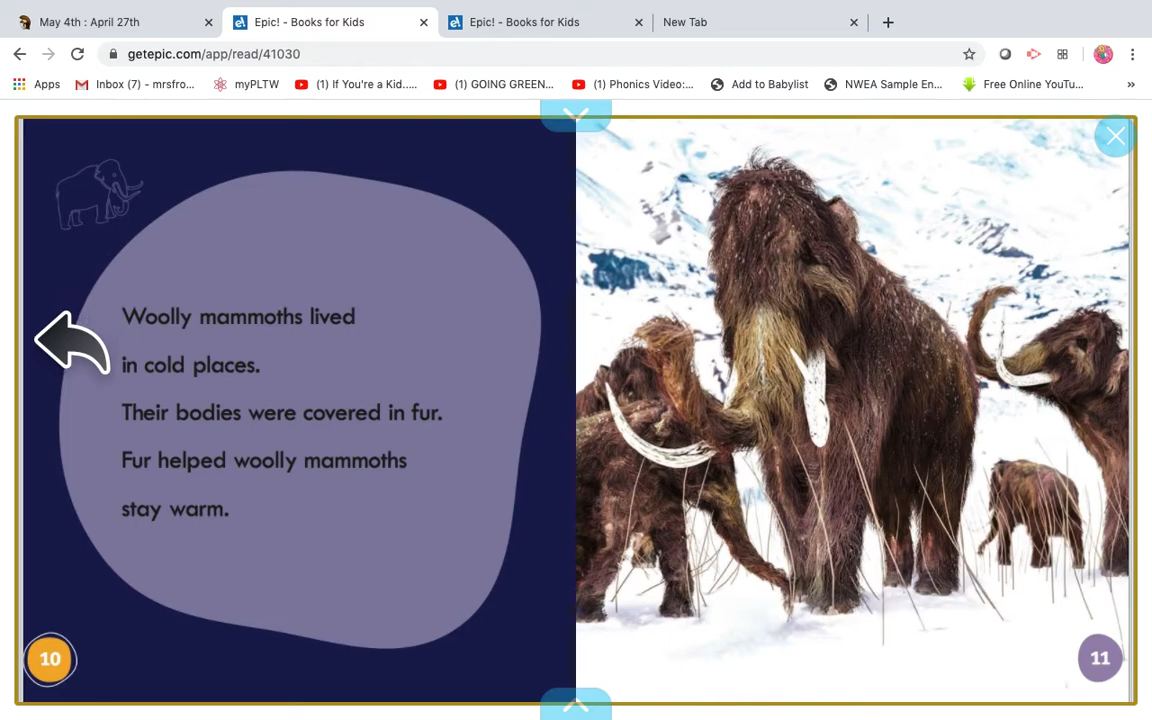 May 4th : April 27th
Epic! - Books for Kids
Epic! - Books for Kids
New Tab
getepic.com/app/read/41030
Apps
Inbox (7) - mrsfro...
myPLTW
(1) If You're a Kid....
(1) GOING GREEN...
(1) Phonics Video:...
Add to Babylist
NWEA Sample En...
Free Online YouTu...
»
Woolly mammoths lived
in cold places.
Their bodies were covered in fur.
Fur helped woolly mammoths
stay warm.
10
11